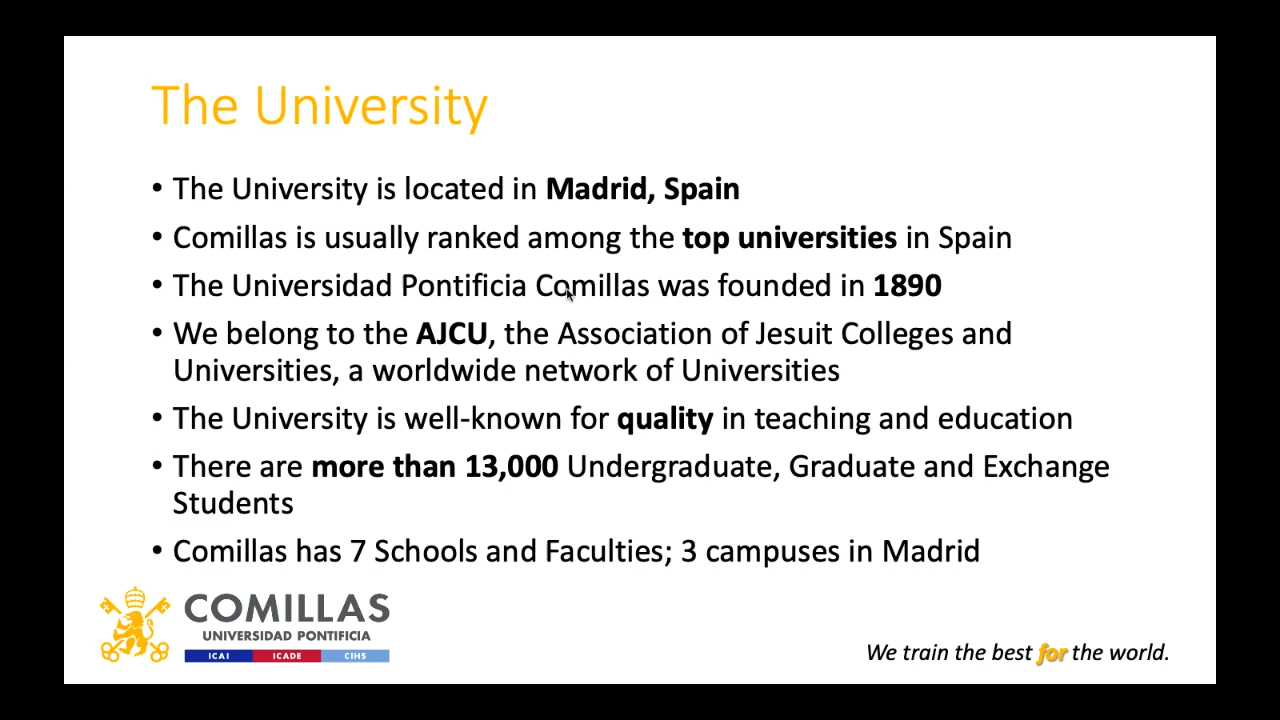 The University
• The University is located in Madrid, Spain
• Comillas is usually ranked among the top universities in Spain
• The Universidad Pontificia Comillas was founded in 1890
• We belong to the AJCU, the Association of Jesuit Colleges and
Universities, a worldwide network of Universities
• The University is well-known for quality in teaching and education
• There are more than 13,000 Undergraduate, Graduate and Exchange
Students
• Comillas has 7 Schools and Faculties; 3 campuses in Madrid
COMILLAS
UNIVERSIDAD PONTIFICIA
ICAI ICADE CIHS
We train the best for the world.